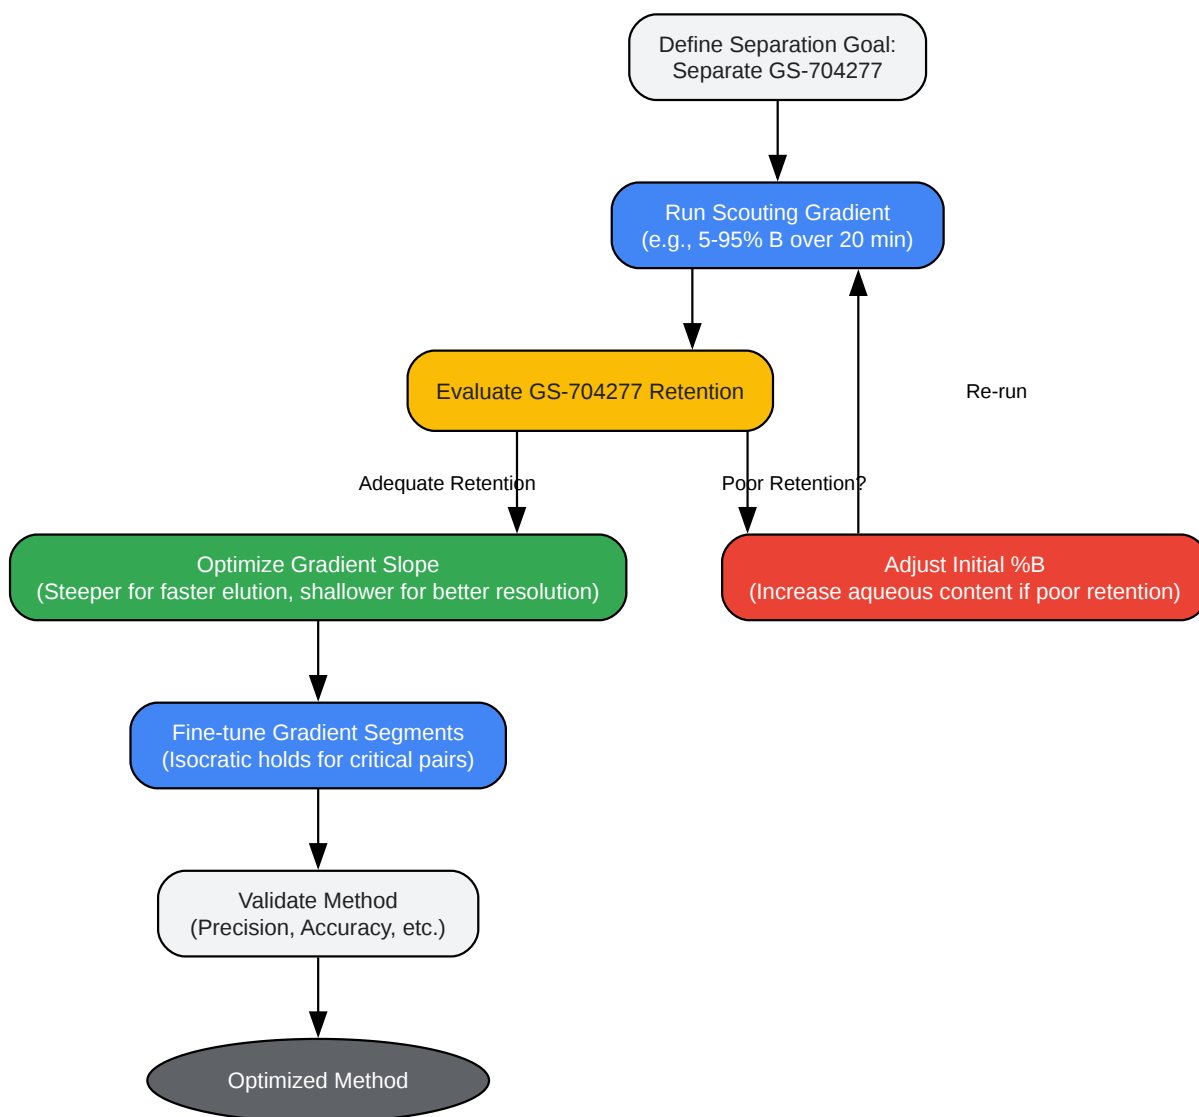 Define Separation Goal:
Separate GS-704277
Run Scouting Gradient
(e.g., 5-95% B over 20 min)
Evaluate GS-704277 Retention
Re-run
Adequate Retention
Poor Retention?
Optimize Gradient Slope
(Steeper for faster elution, shallower for better resolution)
Adjust Initial %B
(Increase aqueous content if poor retention)
Fine-tune Gradient Segments
(Isocratic holds for critical pairs)
Validate Method
(Precision, Accuracy, etc.)
Optimized Method